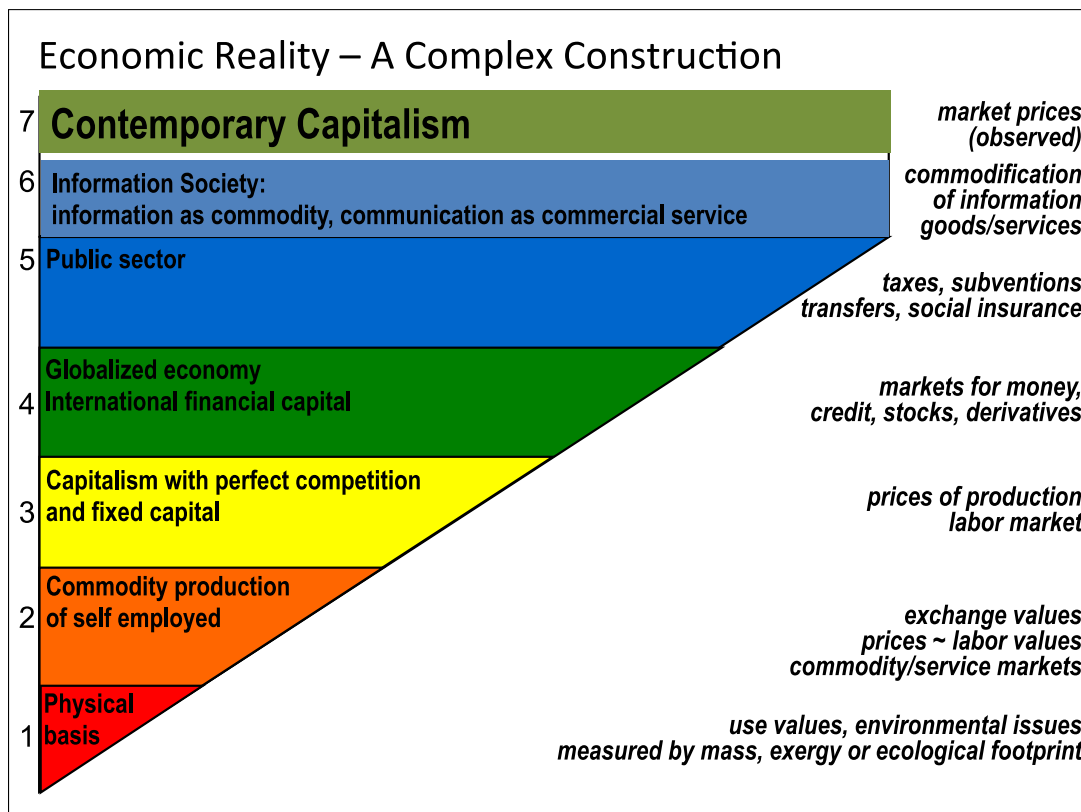 Economic Reality – A Complex Construction
7
Contemporary Capitalism
market prices
(observed)
6
Information Society:
information as commodity, communication as commercial service
commodification
of information
goods/services
5
Public sector
taxes, subventions
transfers, social insurance
4
Globalized economy
International financial capital
markets for money,
credit, stocks, derivatives
3
Capitalism with perfect competition
and fixed capital
prices of production
labor market
2
Commodity production
of self employed
exchange values
prices ~ labor values
commodity/service markets
1
Physical
basis
use values, environmental issues
measured by mass, exergy or ecological footprint